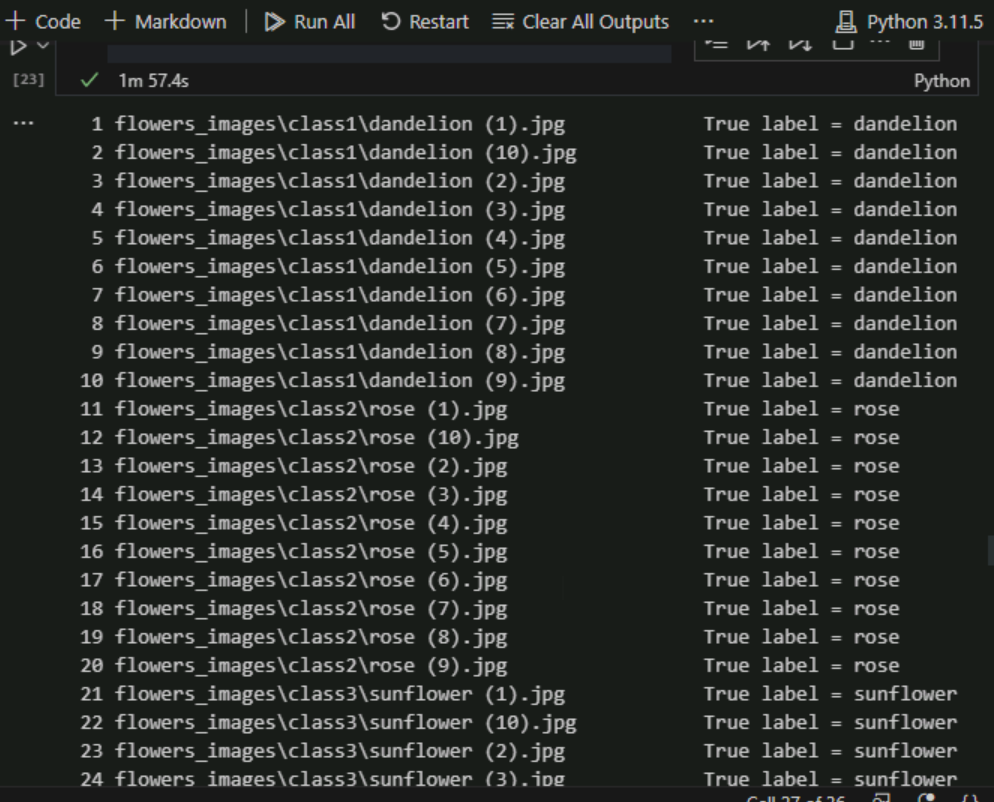 + Code + Markdown Run All Restart Clear All Outputs ... Python 3.11.5
[23] 1m 57.4s Python
... 1 flowers_images\class1\dandelion (1).jpg True label = dandelion
2 flowers_images\class1\dandelion (10).jpg True label = dandelion
3 flowers_images\class1\dandelion (2).jpg True label = dandelion
4 flowers_images\class1\dandelion (3).jpg True label = dandelion
5 flowers_images\class1\dandelion (4).jpg True label = dandelion
6 flowers_images\class1\dandelion (5).jpg True label = dandelion
7 flowers_images\class1\dandelion (6).jpg True label = dandelion
8 flowers_images\class1\dandelion (7).jpg True label = dandelion
9 flowers_images\class1\dandelion (8).jpg True label = dandelion
10 flowers_images\class1\dandelion (9).jpg True label = dandelion
11 flowers_images\class2\rose (1).jpg True label = rose
12 flowers_images\class2\rose (10).jpg True label = rose
13 flowers_images\class2\rose (2).jpg True label = rose
14 flowers_images\class2\rose (3).jpg True label = rose
15 flowers_images\class2\rose (4).jpg True label = rose
16 flowers_images\class2\rose (5).jpg True label = rose
17 flowers_images\class2\rose (6).jpg True label = rose
18 flowers_images\class2\rose (7).jpg True label = rose
19 flowers_images\class2\rose (8).jpg True label = rose
20 flowers_images\class2\rose (9).jpg True label = rose
21 flowers_images\class3\sunflower (1).jpg True label = sunflower
22 flowers_images\class3\sunflower (10).jpg True label = sunflower
23 flowers_images\class3\sunflower (2).jpg True label = sunflower
24 flowers_images\class3\sunflower (3).jpg True label = sunflower